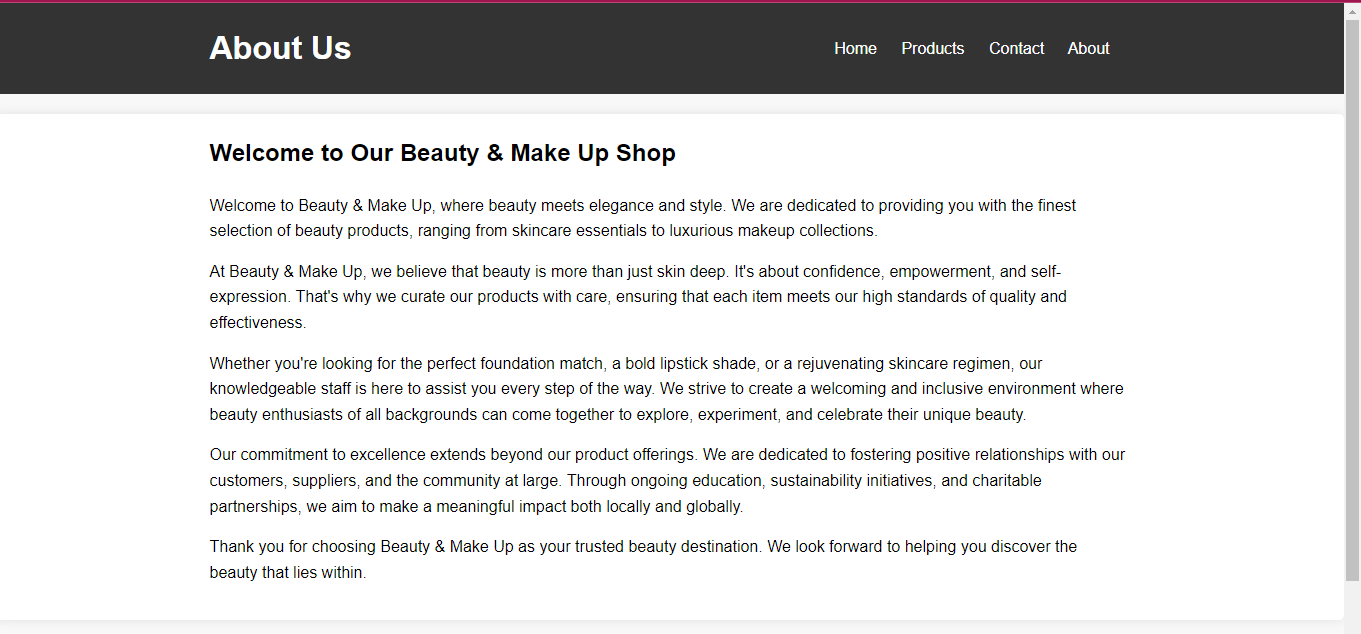 About Us
Home Products Contact About
Welcome to Our Beauty & Make Up Shop
Welcome to Beauty & Make Up, where beauty meets elegance and style. We are dedicated to providing you with the finest
selection of beauty products, ranging from skincare essentials to luxurious makeup collections.
At Beauty & Make Up, we believe that beauty is more than just skin deep. It's about confidence, empowerment, and self-
expression. That's why we curate our products with care, ensuring that each item meets our high standards of quality and
effectiveness.
Whether you're looking for the perfect foundation match, a bold lipstick shade, or a rejuvenating skincare regimen, our
knowledgeable staff is here to assist you every step of the way. We strive to create a welcoming and inclusive environment where
beauty enthusiasts of all backgrounds can come together to explore, experiment, and celebrate their unique beauty.
Our commitment to excellence extends beyond our product offerings. We are dedicated to fostering positive relationships with our
customers, suppliers, and the community at large. Through ongoing education, sustainability initiatives, and charitable
partnerships, we aim to make a meaningful impact both locally and globally.
Thank you for choosing Beauty & Make Up as your trusted beauty destination. We look forward to helping you discover the
beauty that lies within.